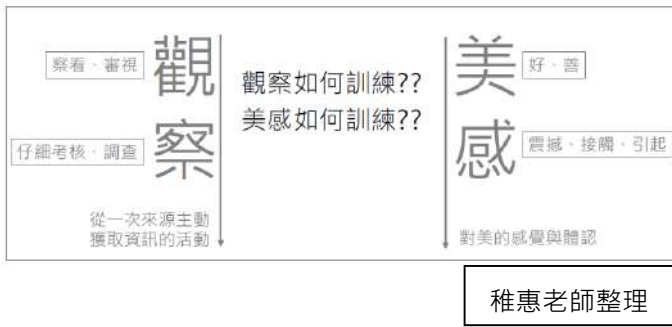 察看、審視
觀
仔細考核、調查
察
從一次來源主動
獲取資訊的活動
觀察如何訓練??
美感如何訓練??
美
好、善
感
震撼、接觸、引起
對美的感覺與體認
稚惠老師整理